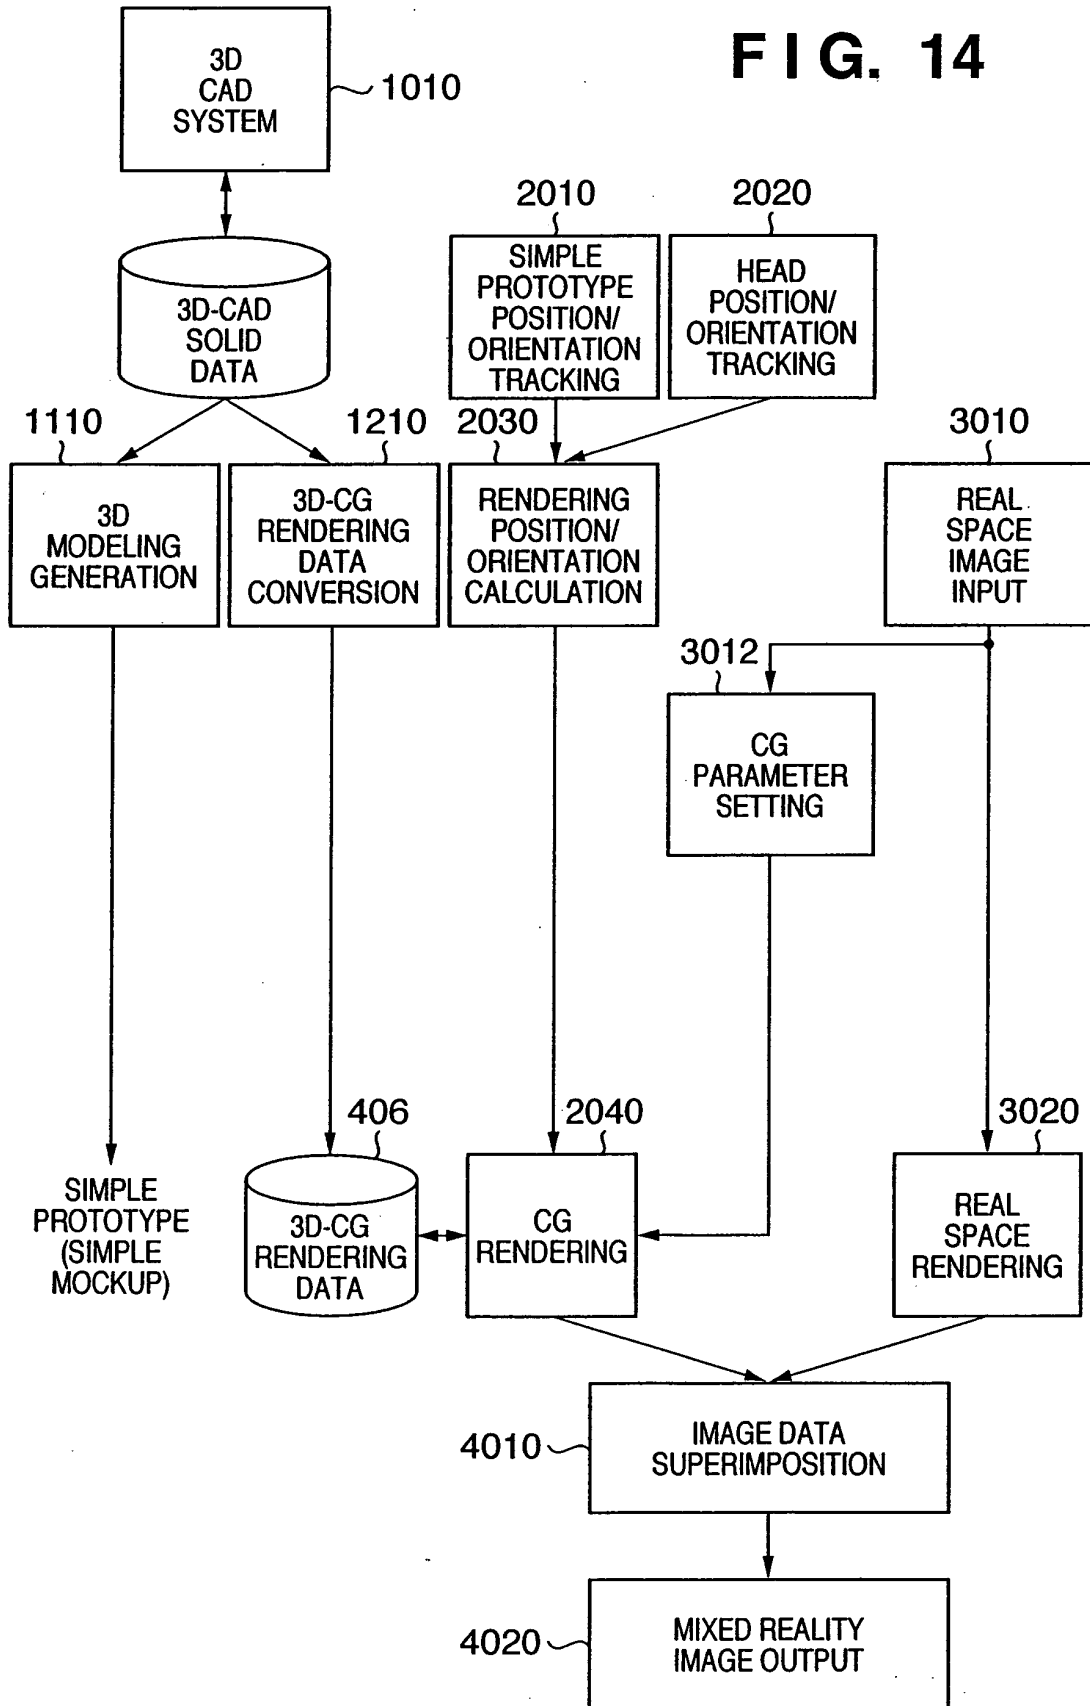 FIG. 14
3D
CAD
SYSTEM
1010
3D-CAD
SOLID
DATA
2010
SIMPLE
PROTOTYPE
POSITION/
ORIENTATION
TRACKING
2020
HEAD
POSITION/
ORIENTATION
TRACKING
1110
3D
MODELING
GENERATION
1210
3D-CG
RENDERING
DATA
CONVERSION
2030
RENDERING
POSITION/
ORIENTATION
CALCULATION
3010
REAL
SPACE
IMAGE
INPUT
3012
CG
PARAMETER
SETTING
SIMPLE
PROTOTYPE
(SIMPLE
MOCKUP)
406
3D-CG
RENDERING
DATA
2040
CG
RENDERING
3020
REAL
SPACE
RENDERING
4010
IMAGE DATA
SUPERIMPOSITION
4020
MIXED REALITY
IMAGE OUTPUT